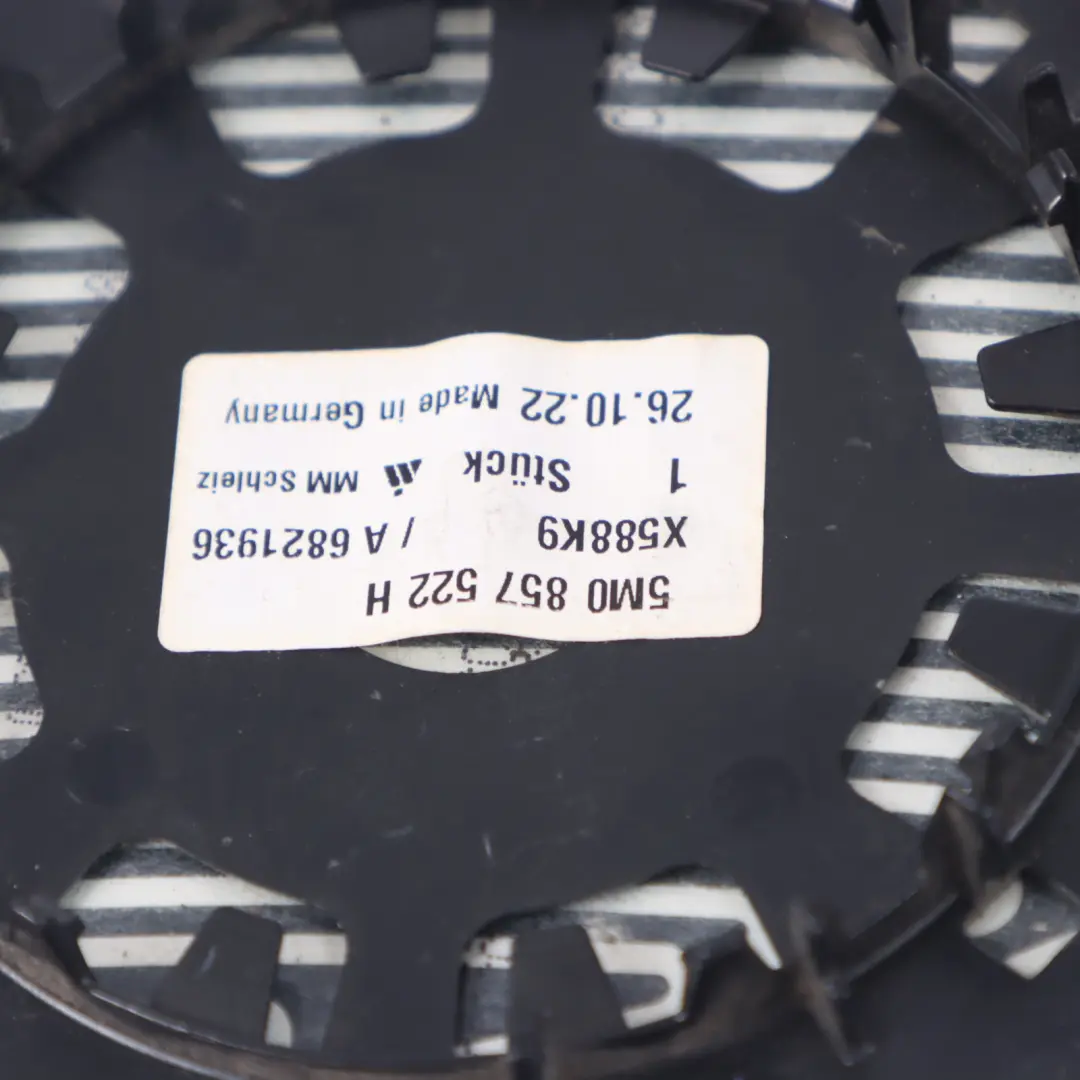 5M0 857 522 H
X588K9 / A 6821936
1 Stück MM Schleiz
26.10.22 Made in Germany